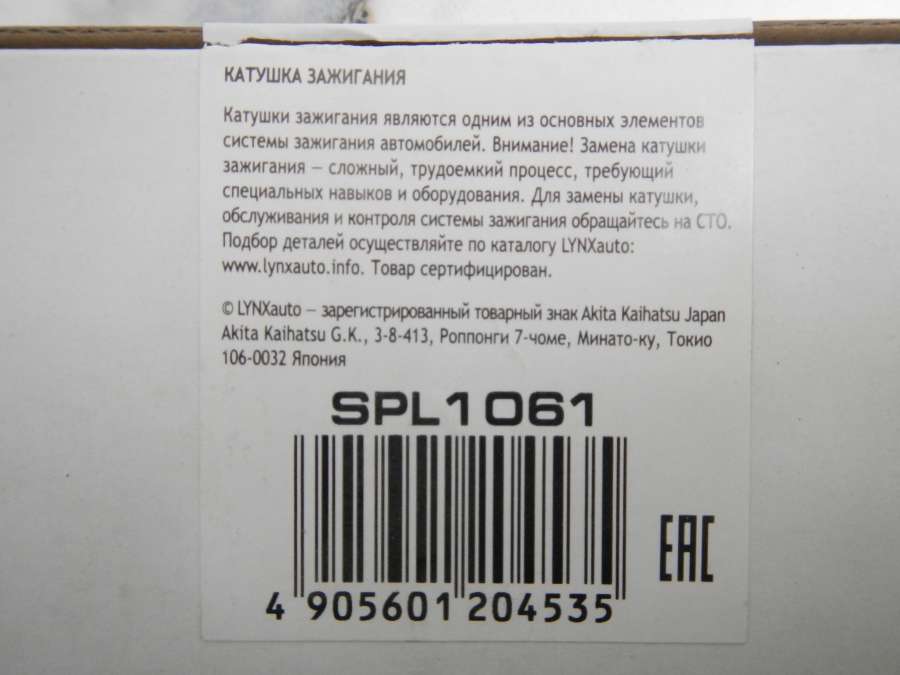 КАТУШКА ЗАЖИГАНИЯ
Катушки зажигания являются одним из основных элементов
системы зажигания автомобилей. Внимание! Замена катушки
зажигания – сложный, трудоемкий процесс, требующий
специальных навыков и оборудования. Для замены катушки,
обслуживания и контроля системы зажигания обращайтесь на СТО.
Подбор деталей осуществляйте по каталогу LYNXauto:
www.lynxauto.info. Товар сертифицирован.
© LYNXauto – зарегистрированный товарный знак Akita Kaihatsu Japan
Akita Kaihatsu G.K., 3-8-413, Роппонги 7-чоме, Минато-ку, Токио
106-0032 Япония
SPL1061
EAC
4 905601 204535